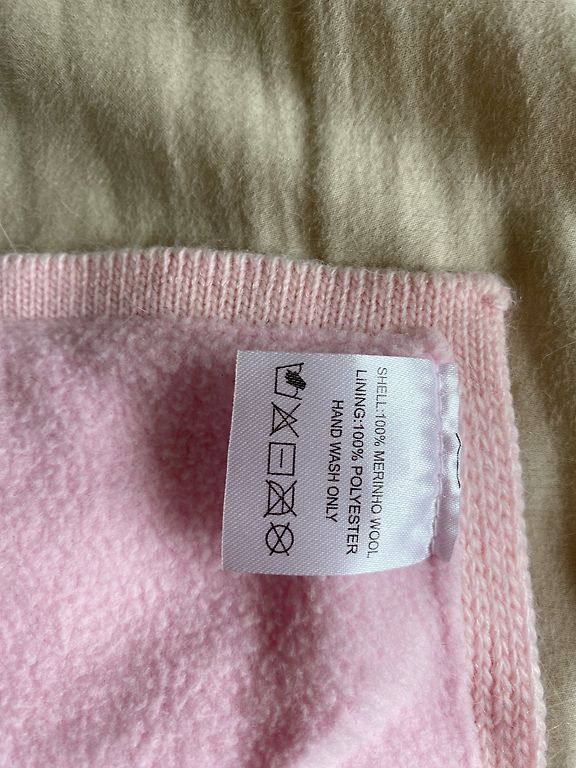 SHELL:100% MERINHO WOOL
LINING:100% POLYESTER
HAND WASH ONLY